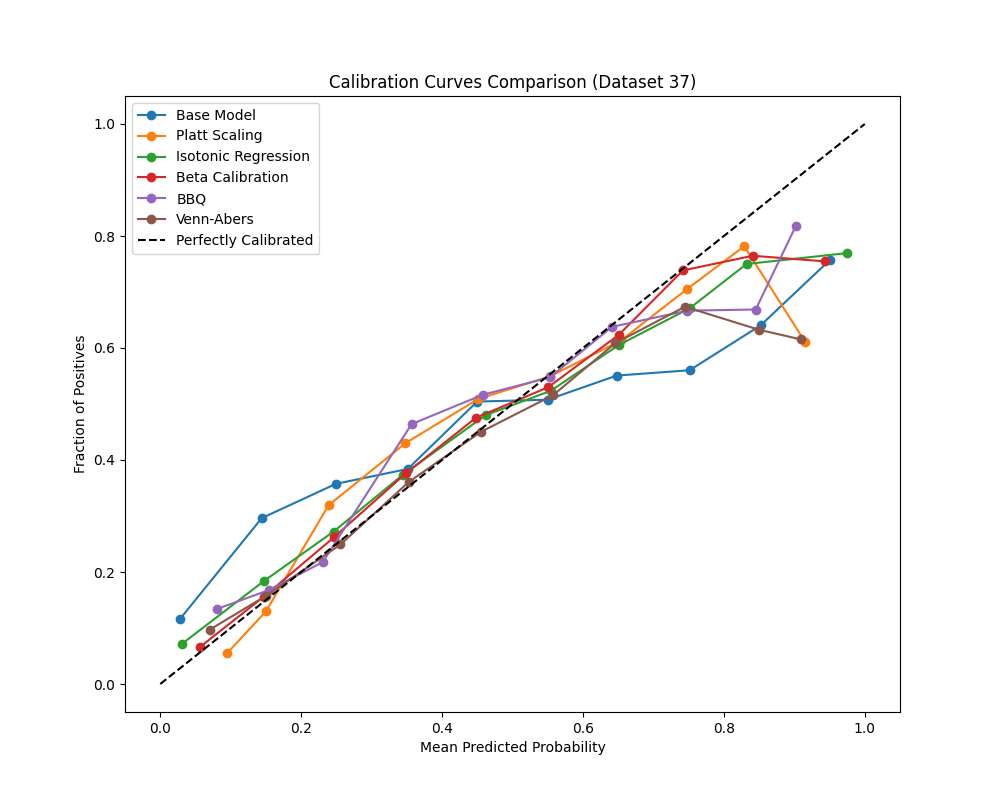 Calibration Curves Comparison (Dataset 37)
Base Model
Platt Scaling
Isotonic Regression
Beta Calibration
BBQ
Venn-Abers
Perfectly Calibrated
Fraction of Positives
1.0
0.8
0.6
0.4
0.2
0.0
0.0 0.2 0.4 0.6 0.8 1.0
Mean Predicted Probability